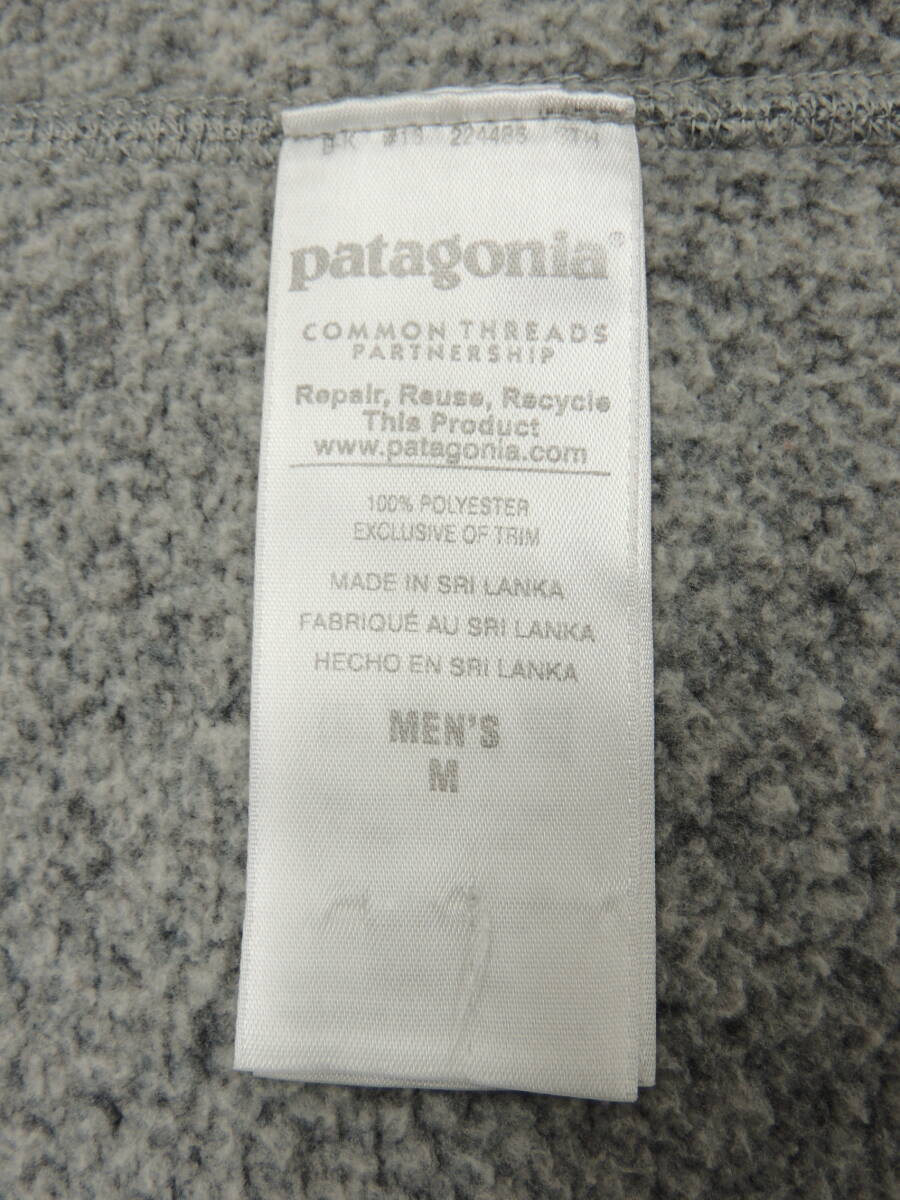 224488
patagonia®
COMMON THREADS
PARTNERSHIP
Repair, Reuse, Recycle
This Product
www.patagonia.com
100% POLYESTER
EXCLUSIVE OF TRIM
MADE IN SRI LANKA
FABRIQUÉ AU SRI LANKA
HECHO EN SRI LANKA
MEN'S
M